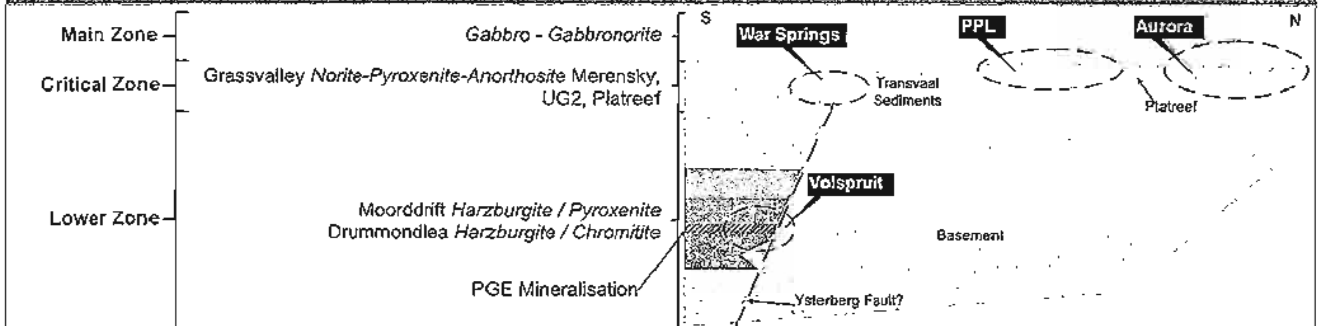 Main Zone
Gabbro - Gabbronorite
Critical Zone
Grassvalley Norite-Pyroxenite-Anorthosite Merensky,
UG2, Platreef
Lower Zone
Moorddrift Harzburgite / Pyroxenite
Drummondlea Harzburgite / Chromitite
PGE Mineralisation
S
War Springs
PPL
Aurora
N
Transvaal
Sediments
Platreef
Volspruit
Basement
Ysterberg Fault?